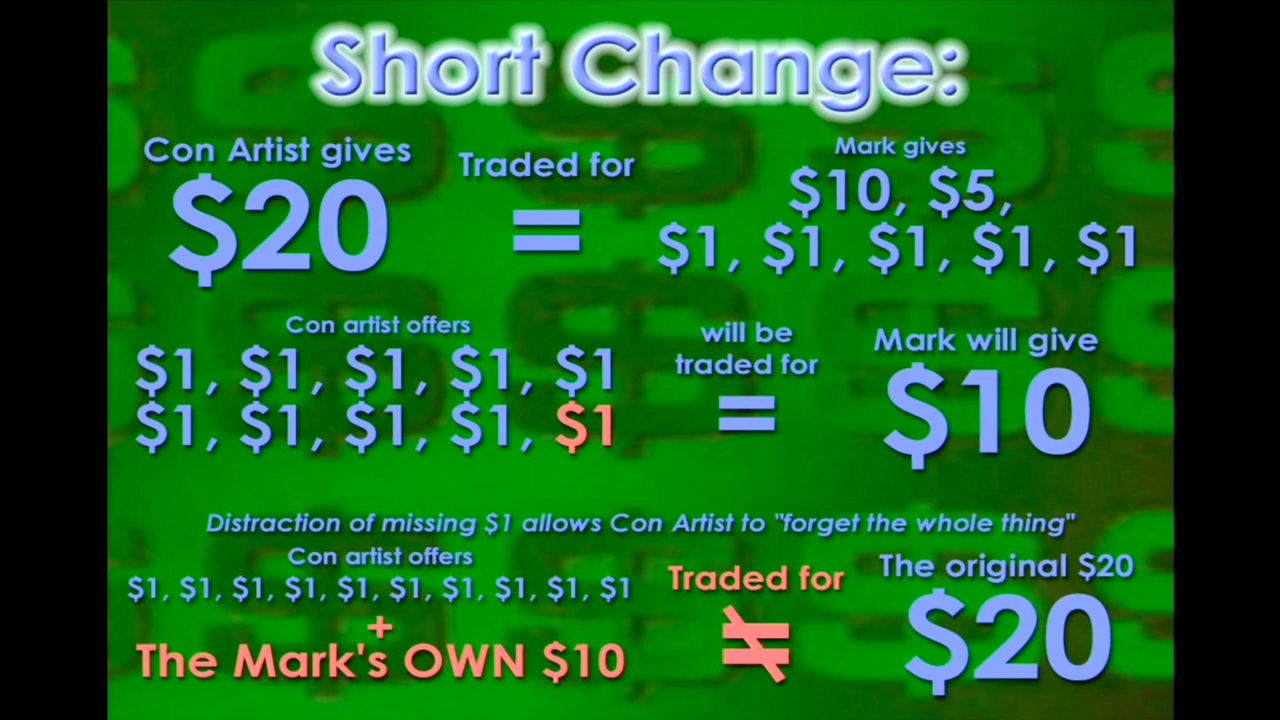 Short Change:
Con Artist gives
$20
Traded for
=
Mark gives
$10, $5,
$1, $1, $1, $1, $1
Con artist offers
$1, $1, $1, $1, $1
$1, $1, $1, $1, $1
will be
traded for
=
Mark will give
$10
Distraction of missing $1 allows Con Artist to "forget the whole thing"
Con artist offers
$1, $1, $1, $1, $1, $1, $1, $1, $1, $1
+
The Mark's OWN $10
Traded for
≠
The original $20
$20